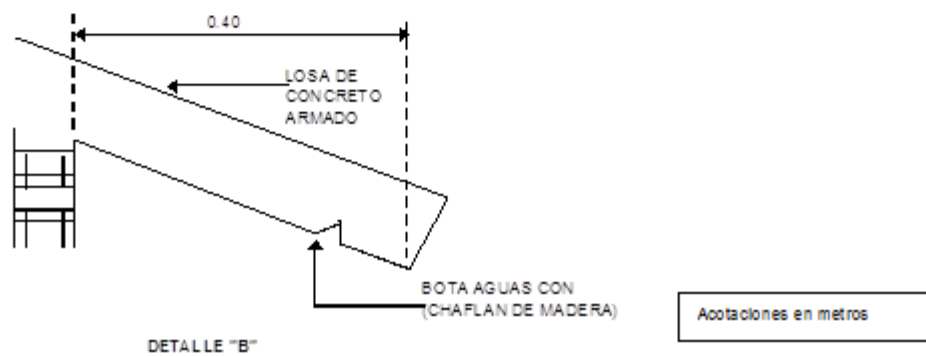 0.40
LOSA DE
CONCRETO
ARMADO
BOTA AGUAS CON
(CHAFLAN DE MADERA)
Acotaciones en metros
DETALLE "B"